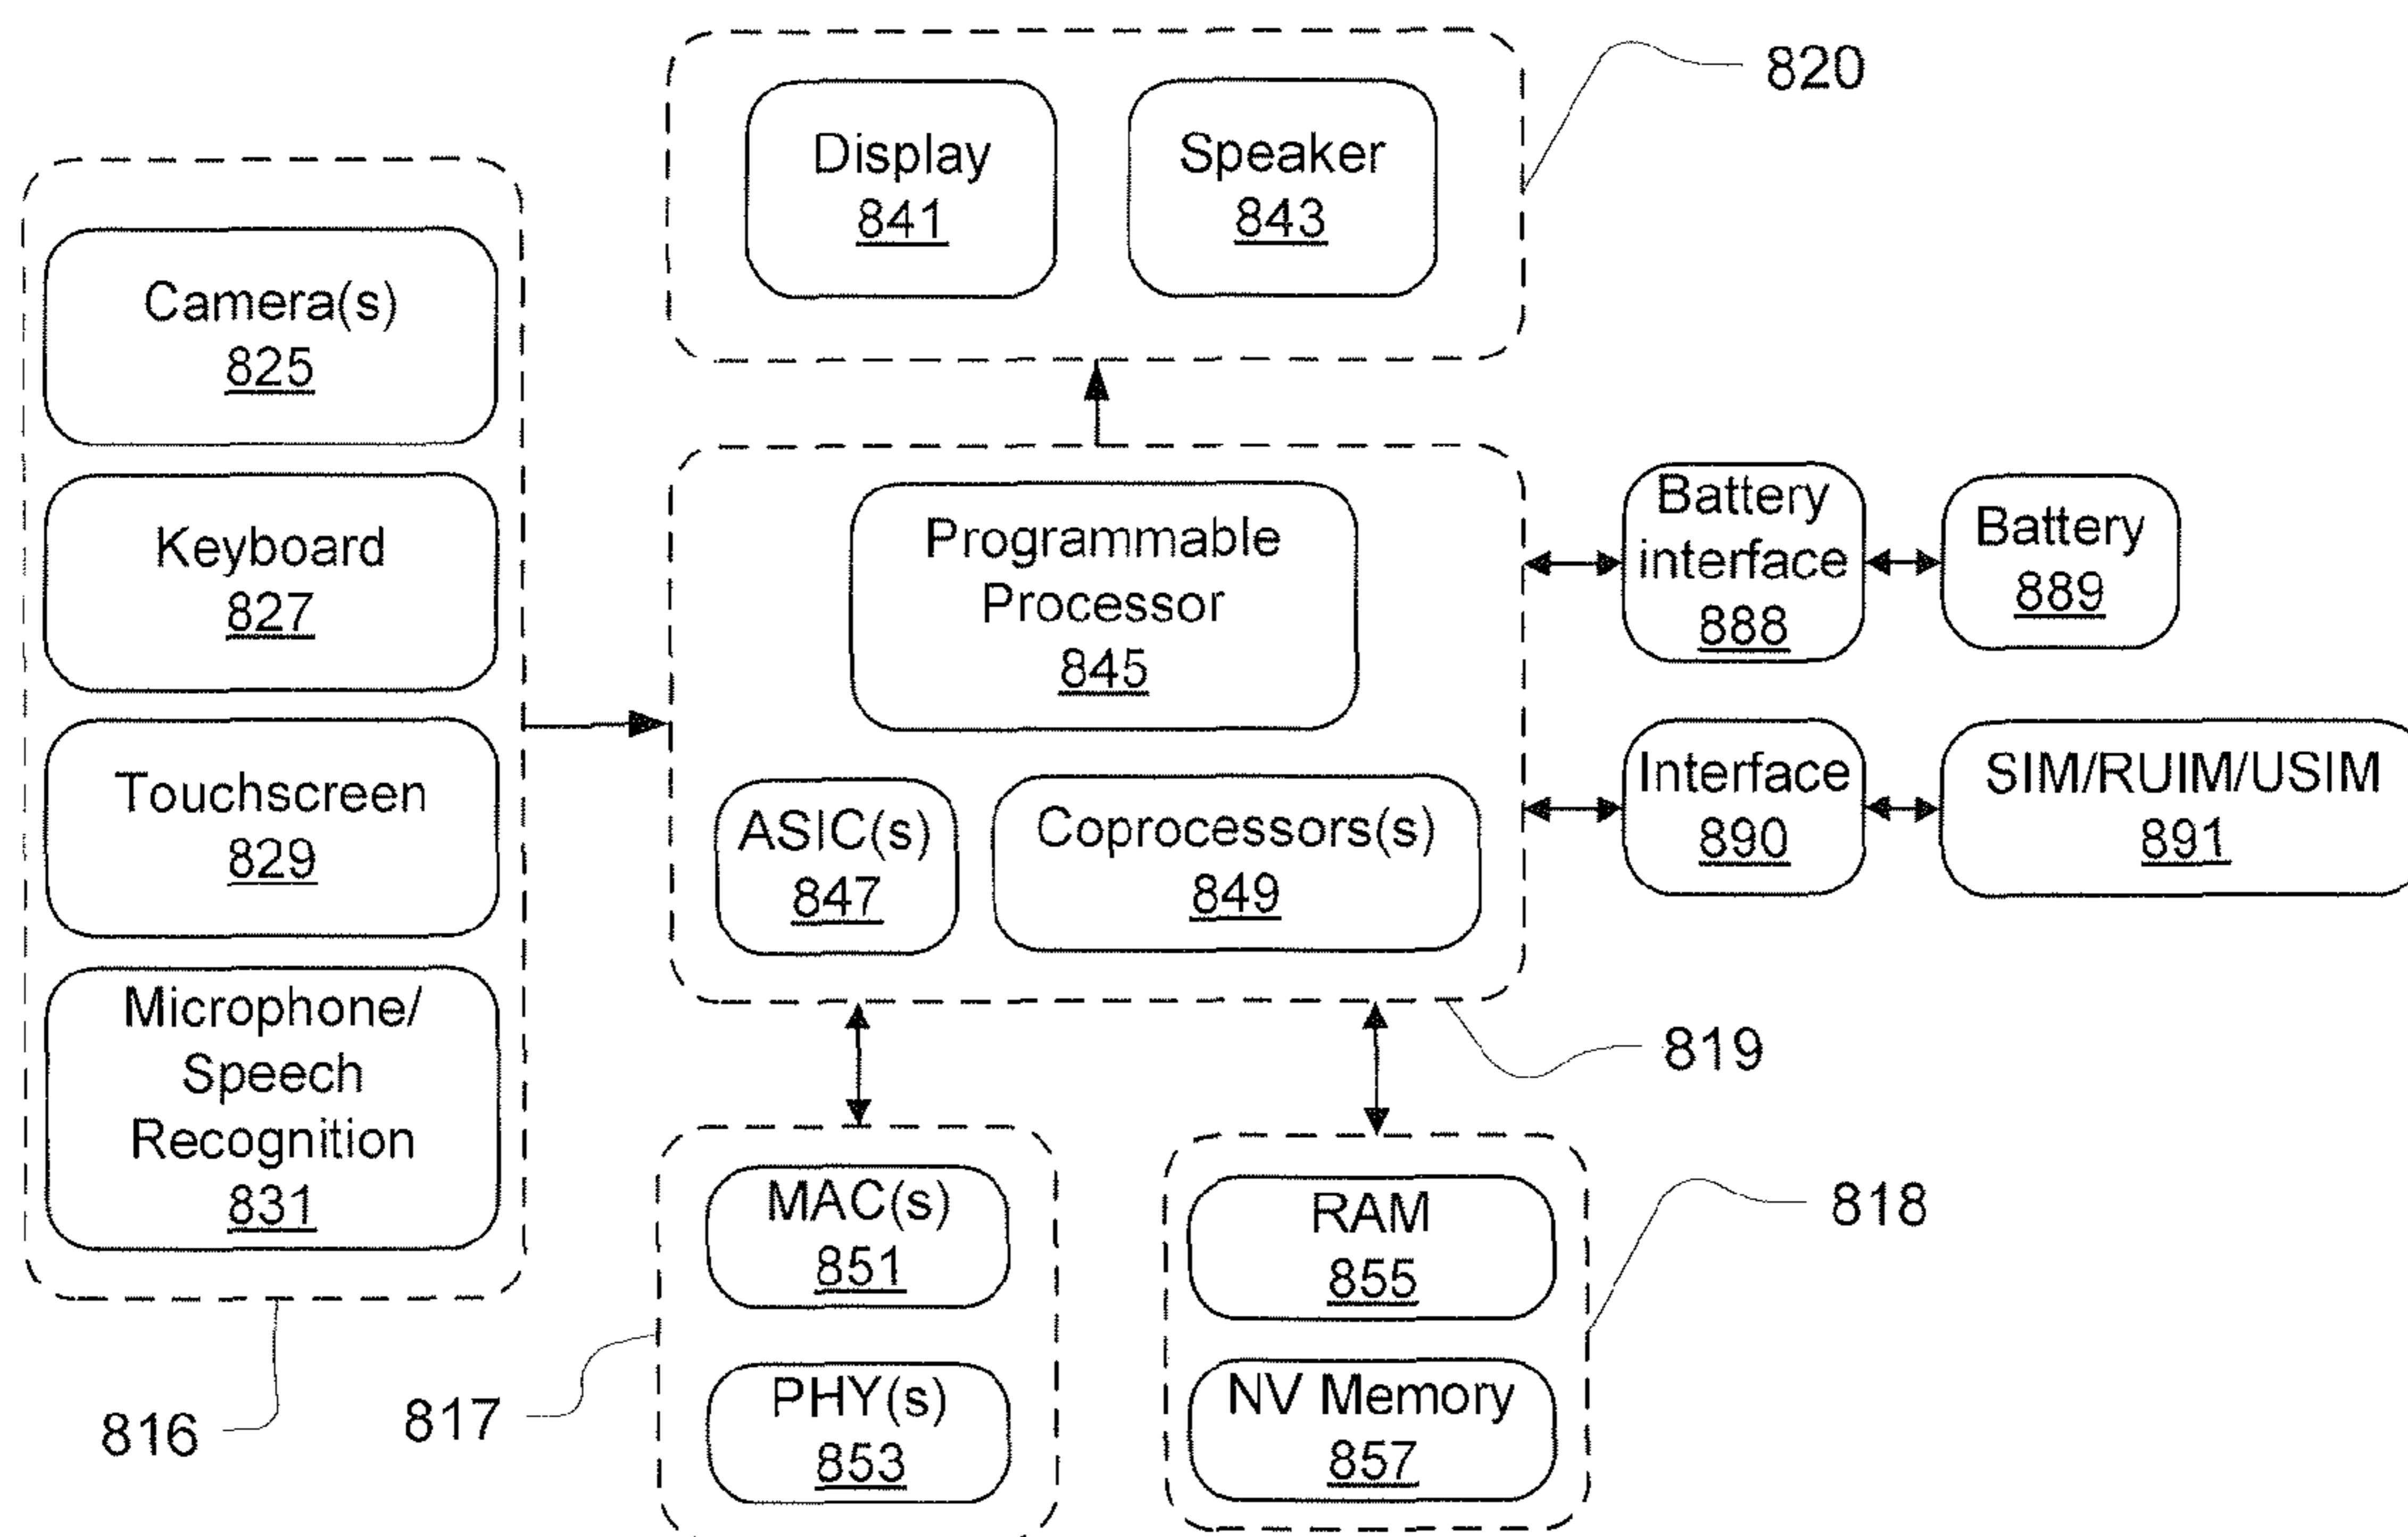 820
Display
841
Speaker
843
Camera(s)
825
Keyboard
827
Touchscreen
829
Microphone/
Speech
Recognition
831
816
Programmable
Processor
845
ASIC(s)
847
Coprocessors(s)
849
819
Battery
interface
888
Battery
889
Interface
890
SIM/RUIM/USIM
891
MAC(s)
851
PHY(s)
853
817
RAM
855
NV Memory
857
818